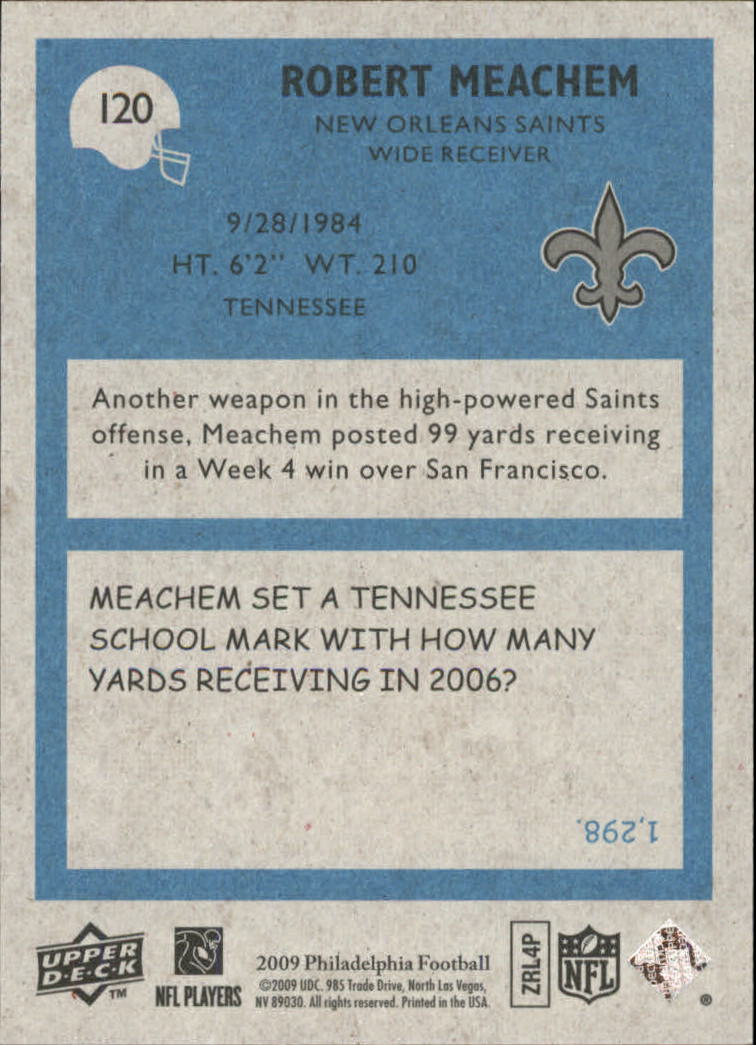 120
ROBERT MEACHEM
NEW ORLEANS SAINTS
WIDE RECEIVER
9/28/1984
HT. 6'2" WT. 210
TENNESSEE
Another weapon in the high-powered Saints
offense, Meachem posted 99 yards receiving
in a Week 4 win over San Francisco.
MEACHEM SET A TENNESSEE
SCHOOL MARK WITH HOW MANY
YARDS RECEIVING IN 2006?
1,298.
UPPER
D·E·C·K
TM
NFL PLAYERS
2009 Philadelphia Football
©2009 UDC. 985 Trade Drive, North Las Vegas,
NV 89030. All rights reserved. Printed in the USA.
ZRL4P
NFL
®